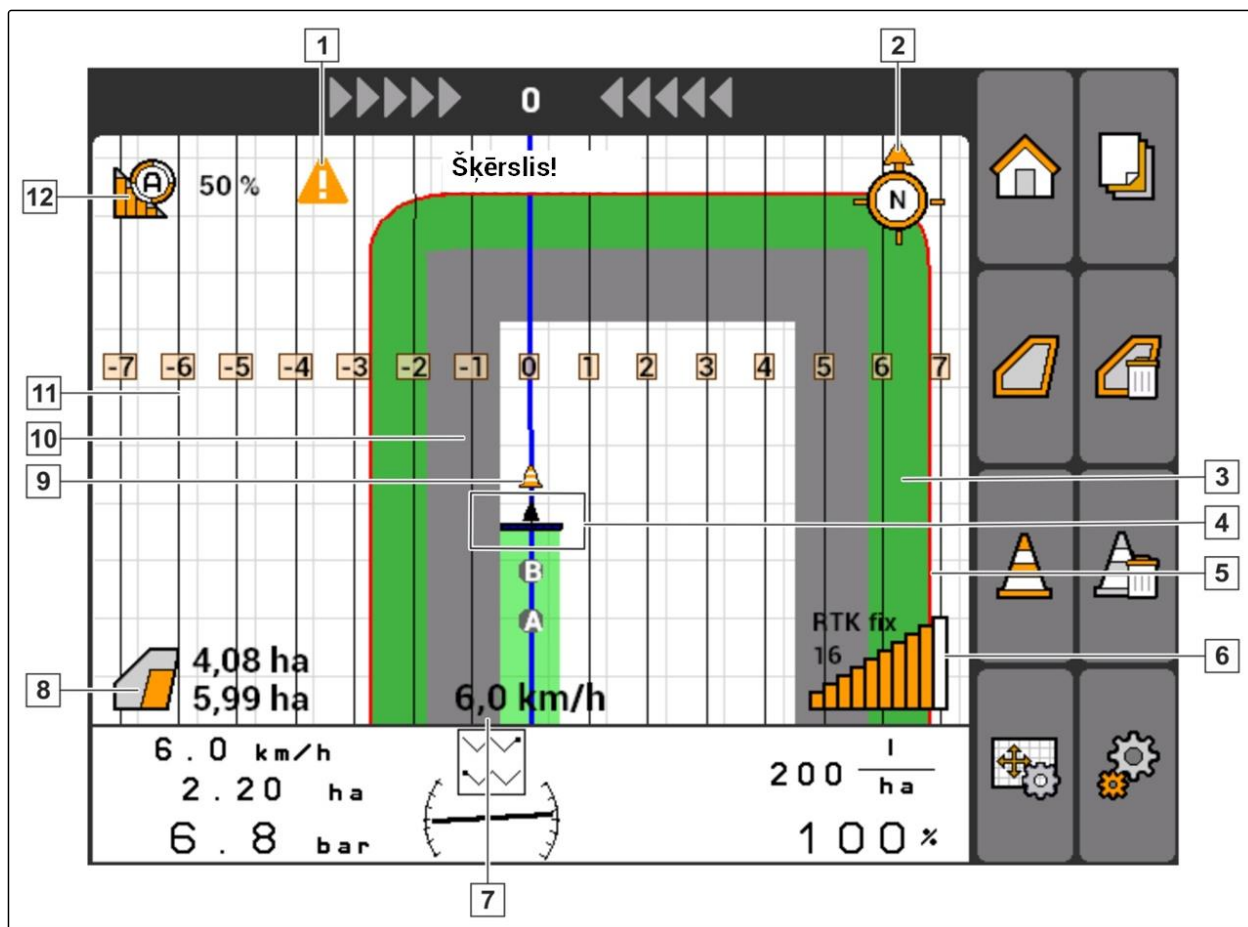 1
2
0
Šķērslis!
12
A
50 %
N
-7 -6 -5 -4 -3 -2 -1 0 1 2 3 4 5 6 7
11
10
9
3
4
B
5
A
RTK fix
16
6
8
4,08 ha
5,99 ha
6,0 km/h
6.0 km/h
2.20 ha
6.8 bar
200 l/ha
100%
7